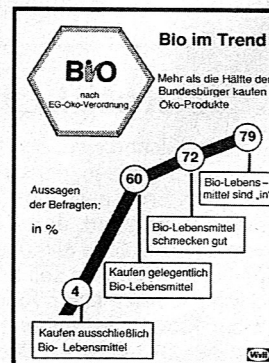 Bio im Trend
BIO
nach
EG-Öko-Verordnung
Mehr als die Hälfte der
Bundesbürger kaufen
Öko-Produkte
Aussagen
der Befragten:
in %
79
Bio-Lebens-
mittel sind „in"
72
Bio-Lebensmittel
schmecken gut
60
Kaufen gelegentlich
Bio-Lebensmittel
4
Kaufen ausschließlich
Bio- Lebensmittel